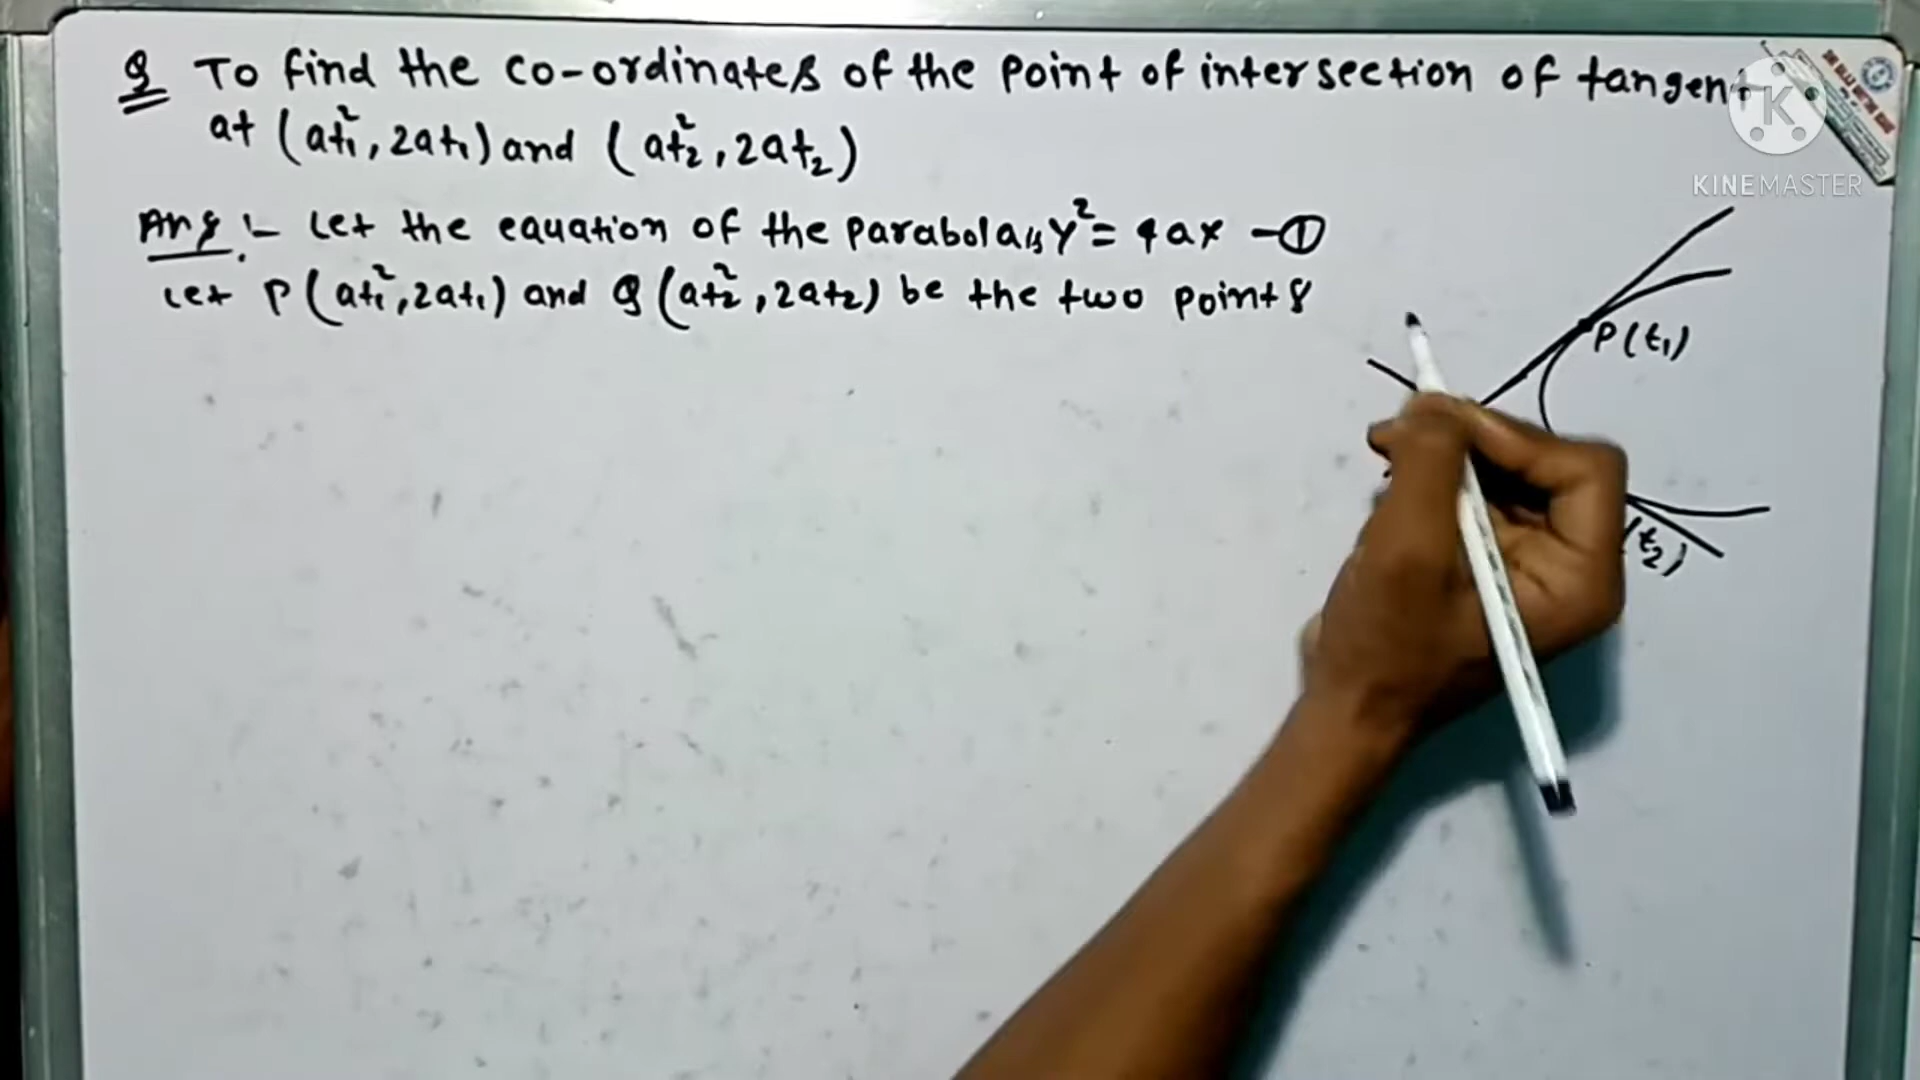 Q To find the co-ordinates of the point of intersection of tangent
at (at₁², 2at₁) and (at₂², 2at₂)
Ans :- Let the equation of the parabola is y² = 4ax - ①
Let P(at₁², 2at₁) and Q(at₂², 2at₂) be the two points
P(t₁)
(t₂)
K
KINEMASTER